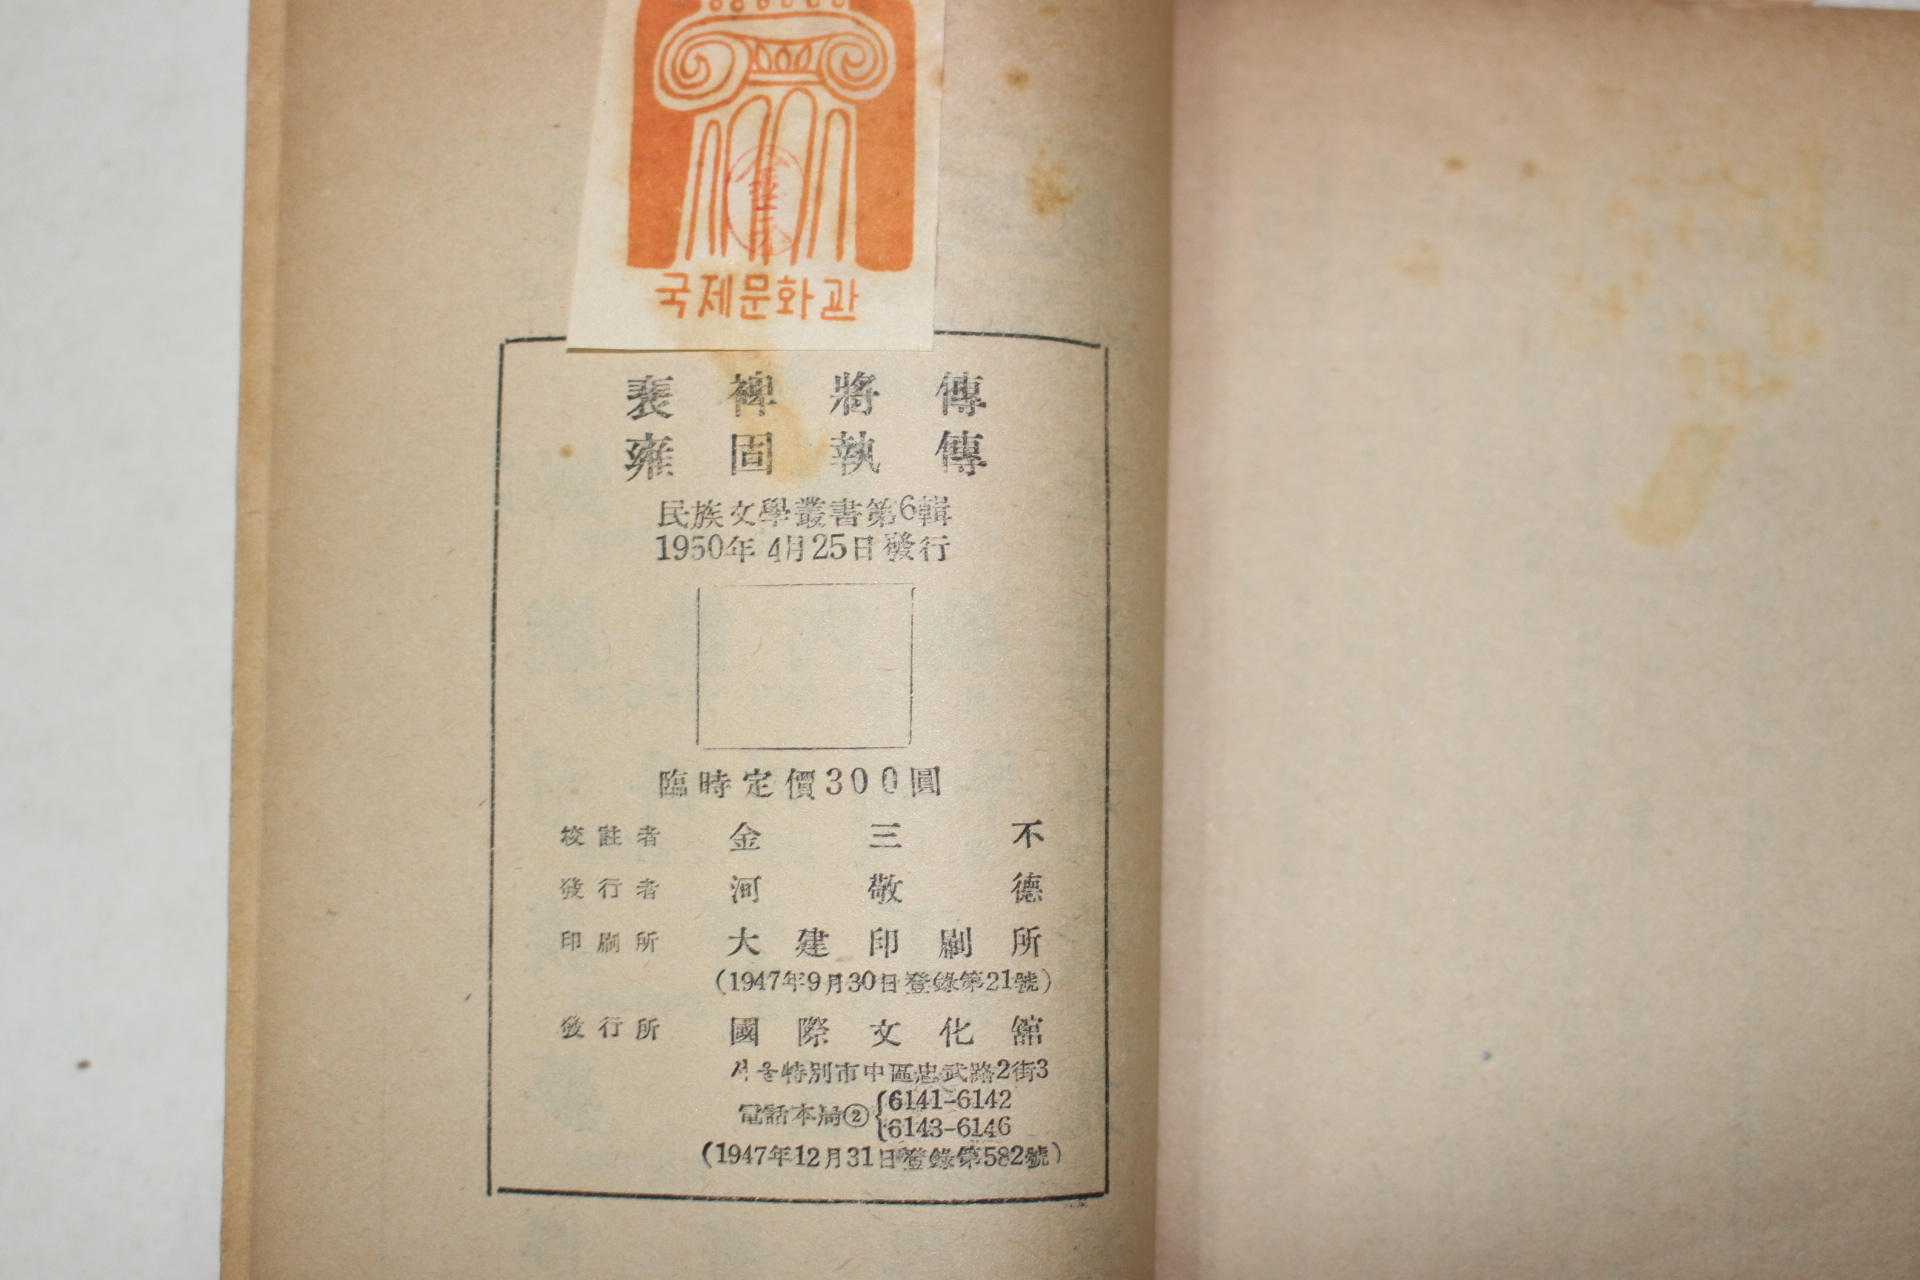 국제문화관
裵裨將傳
雍固執傳
民族文學叢書第6輯
1950年4月25日發行
臨時定價300圓
校註者 金三不
發行者 河敬德
印刷所 大建印刷所
(1947年9月30日登錄第21號)
發行所 國際文化舘
서울特別市中區忠武路2街3
電話本局②{6141-6142
6143-6146
(1947年12月31日登錄第582號)